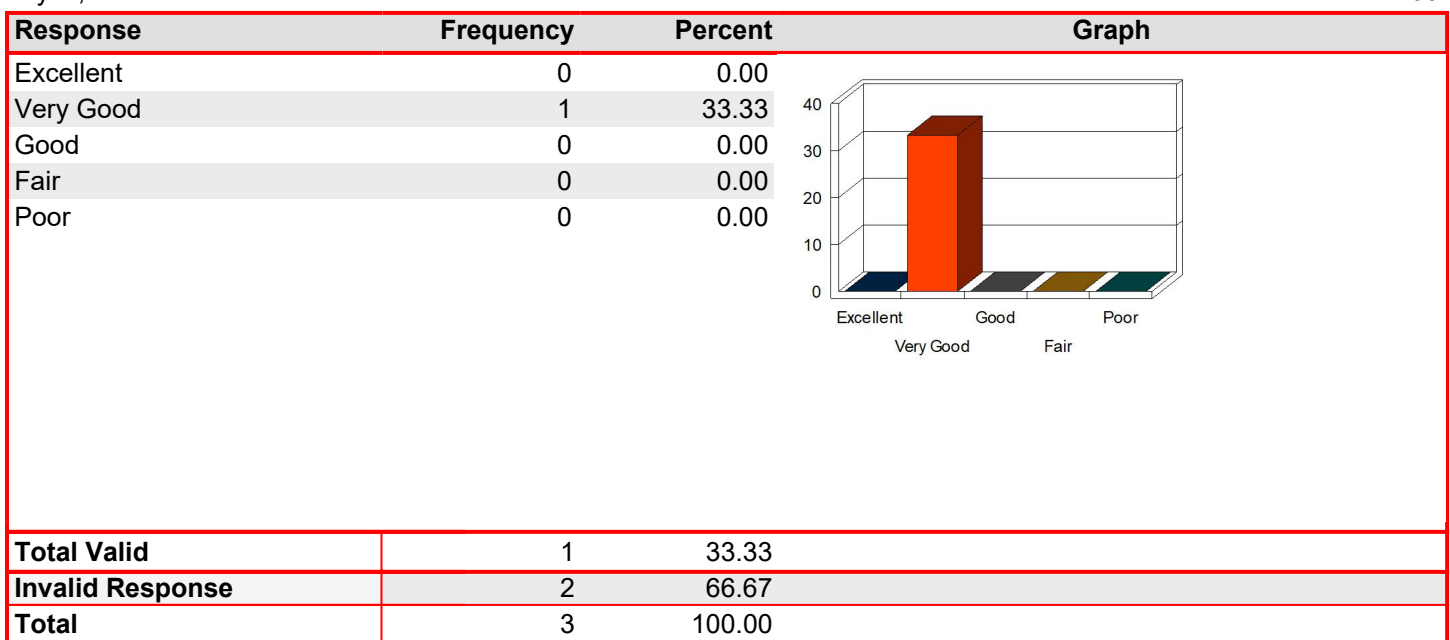 Response Frequency Percent Graph
Excellent 0 0.00
Very Good 1 33.33
Good 0 0.00
Fair 0 0.00
Poor 0 0.00
40
30
20
10
0
Excellent Good Poor
Very Good Fair
Total Valid 1 33.33
Invalid Response 2 66.67
Total 3 100.00